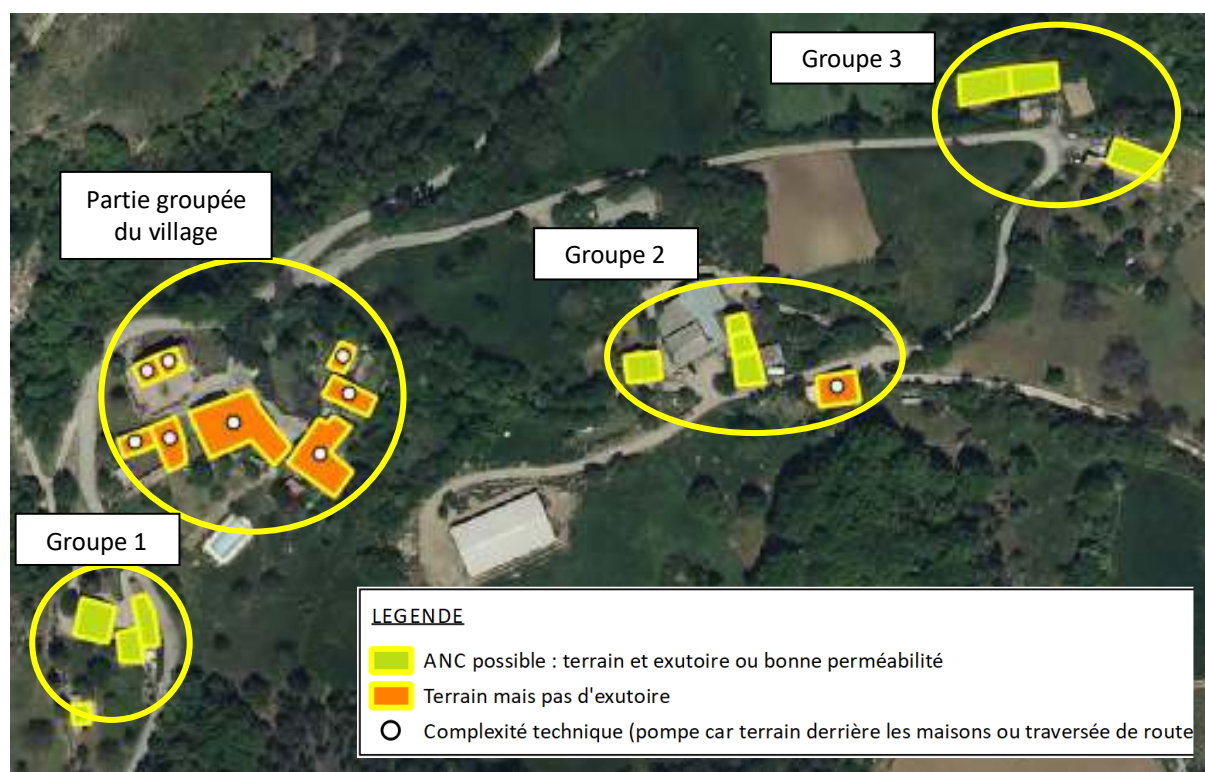 Groupe 3
Partie groupée
du village
Groupe 2
Groupe 1
LEGENDE
ANC possible : terrain et exutoire ou bonne perméabilité
Terrain mais pas d'exutoire
Complexité technique (pompe car terrain derrière les maisons ou traversée de route